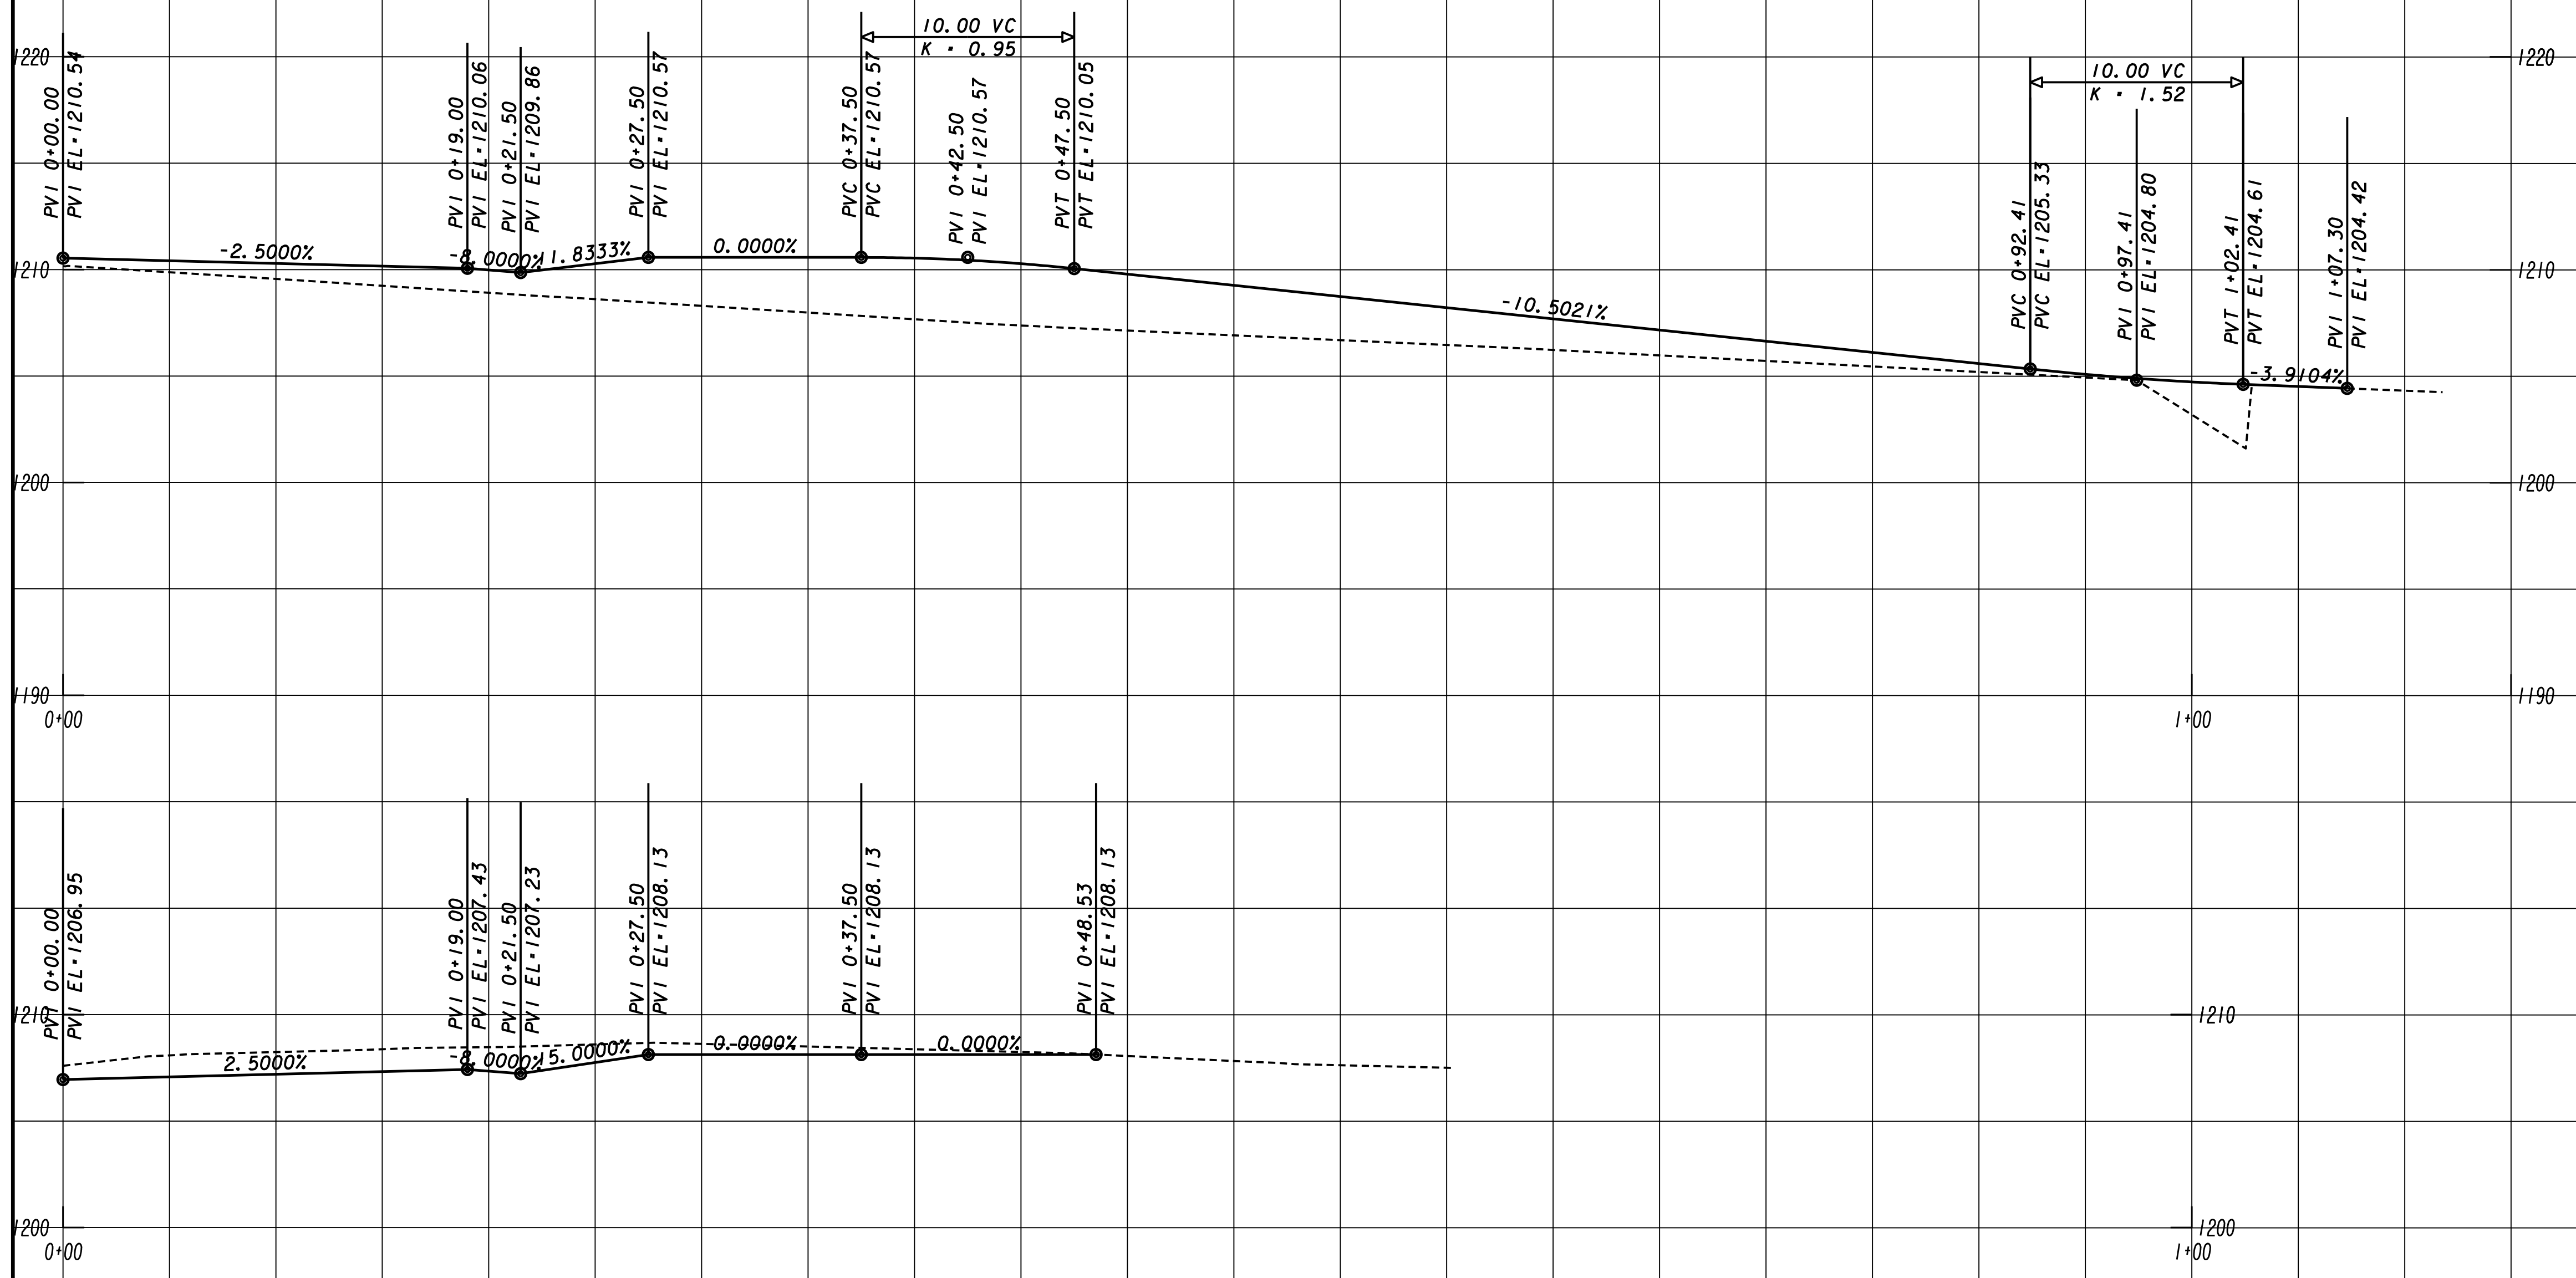 10.00 VC
K = 0.95
10.00 VC
K = 1.52
1220
1220
PVI 0+00.00
PVI EL=1210.54
PVI 0+19.00
PVI EL=1210.06
PVI 0+21.50
PVI EL=1209.86
PVI 0+27.50
PVI EL=1210.57
PVC 0+37.50
PVC EL=1210.57
PVI 0+42.50
PVI EL=1210.57
PVT 0+47.50
PVT EL=1210.05
PVC 0+92.41
PVC EL=1205.33
PVI 0+97.41
PVI EL=1204.80
PVT 1+02.41
PVT EL=1204.61
PVI 1+07.30
PVI EL=1204.42
-2.5000%
-8.0000%
11.8333%
0.0000%
-10.5021%
-3.9104%
1210
1210
1200
1200
1190
1190
0+00
1+00
PVI 0+00.00
PVI EL=1206.95
PVI 0+19.00
PVI EL=1207.43
PVI 0+21.50
PVI EL=1207.23
PVI 0+27.50
PVI EL=1208.13
PVI 0+37.50
PVI EL=1208.13
PVI 0+48.53
PVI EL=1208.13
1210
1210
2.5000%
-8.0000%
15.0000%
0.0000%
0.0000%
1200
1200
0+00
1+00